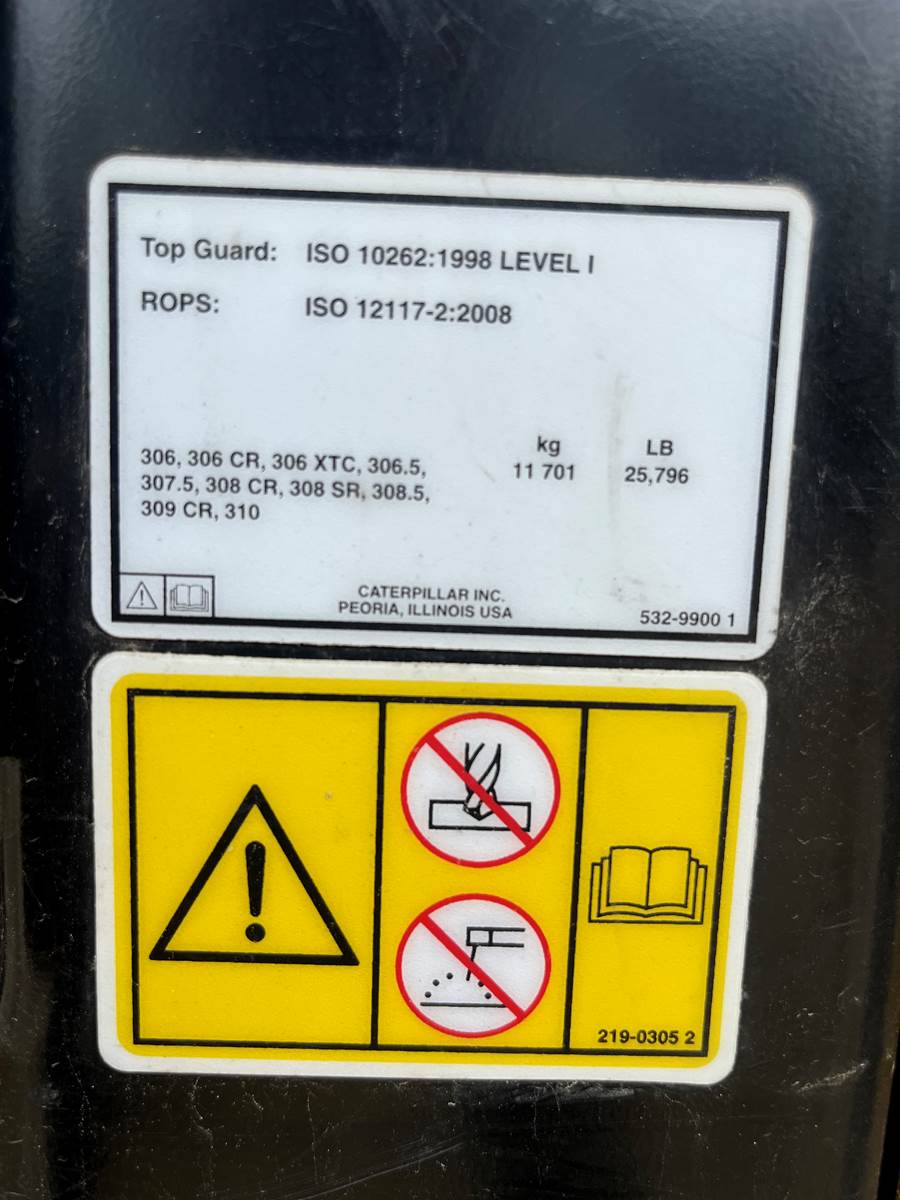 Top Guard: ISO 10262:1998 LEVEL I
ROPS: ISO 12117-2:2008
kg LB
306, 306 CR, 306 XTC, 306.5, 11 701 25,796
307.5, 308 CR, 308 SR, 308.5,
309 CR, 310
CATERPILLAR INC.
PEORIA, ILLINOIS USA
532-9900 1
219-0305 2